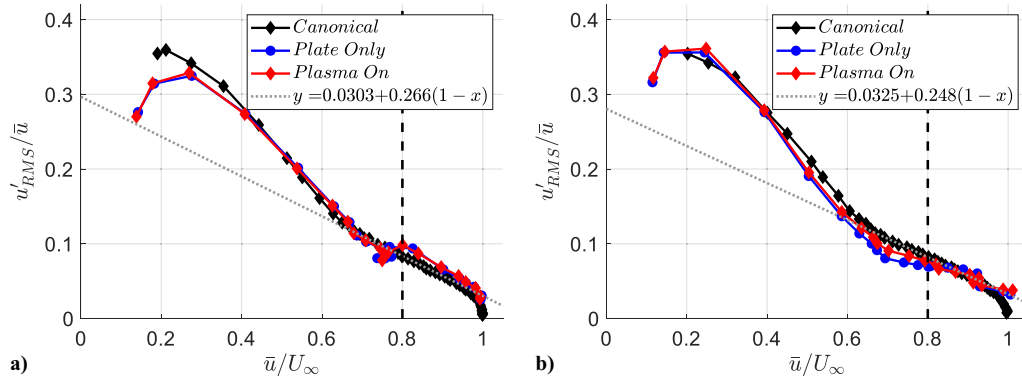 0.4
0.3
0.2
0.1
0
0 0.2 0.4 0.6 0.8 1
u′RMS/ū
ū/U∞
Canonical
Plate Only
Plasma On
y =0.0303+0.266(1 − x)
a)
0.4
0.3
0.2
0.1
0
0 0.2 0.4 0.6 0.8 1
u′RMS/ū
ū/U∞
Canonical
Plate Only
Plasma On
y =0.0325+0.248(1 − x)
b)